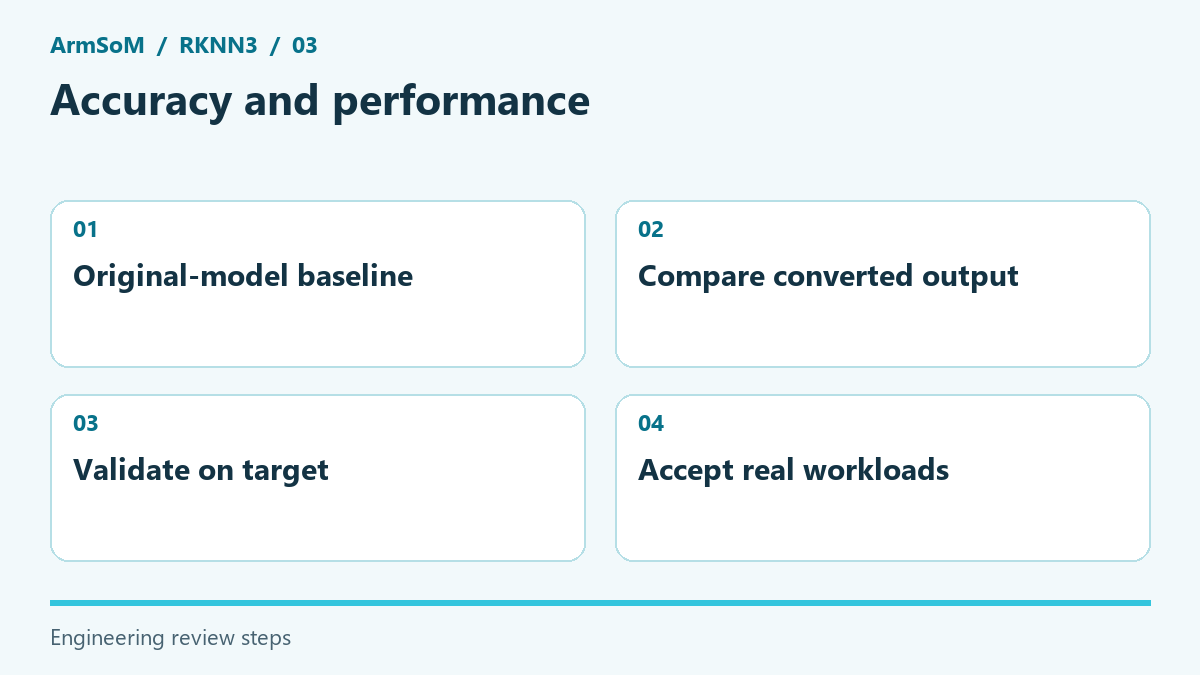 ArmSoM / RKNN3 / 03
Accuracy and performance
01
Original-model baseline
02
Compare converted output
03
Validate on target
04
Accept real workloads
Engineering review steps